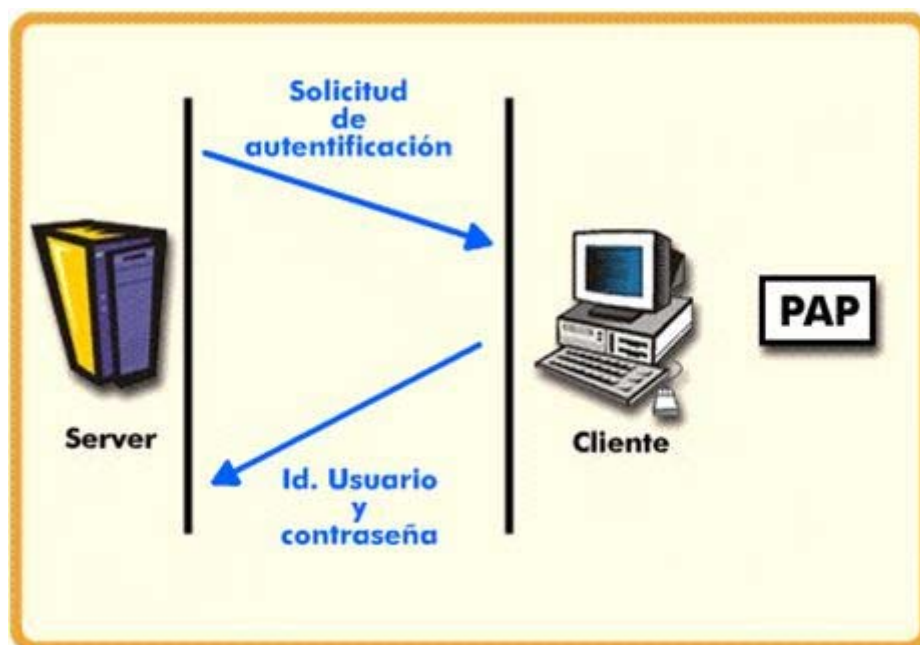 Solicitud
de
autentificación
PAP
Server
Cliente
Id. Usuario
y
contraseña